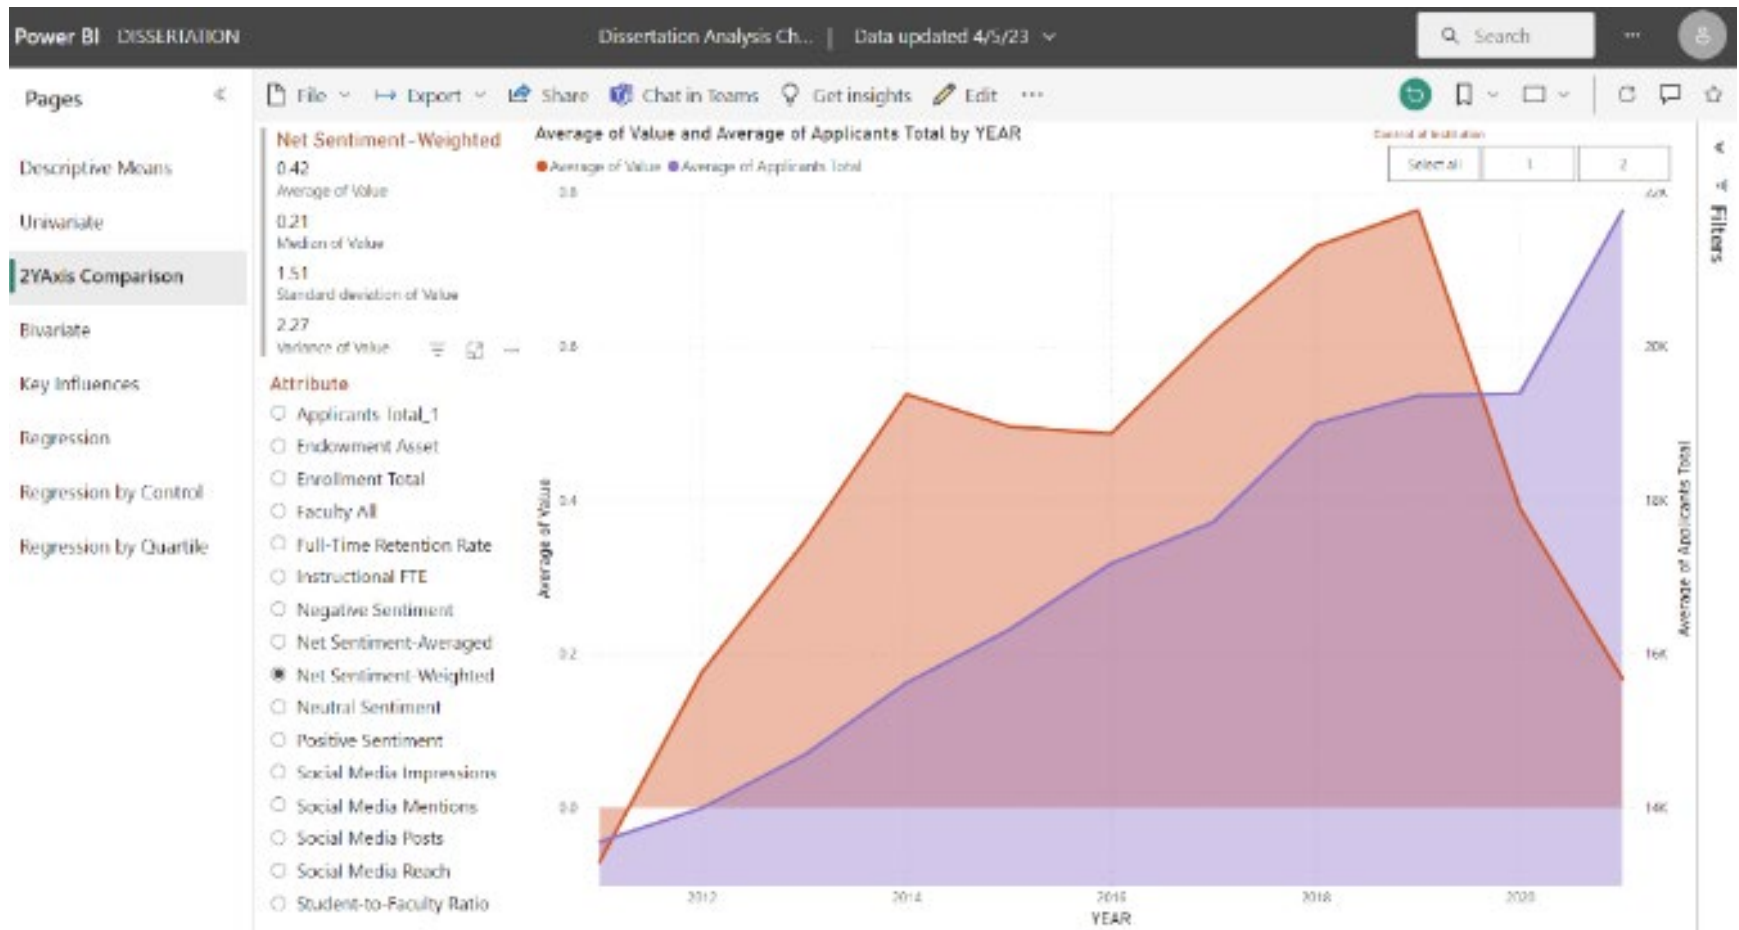 Power BI DISSERTATION
Dissertation Analysis Ch... | Data updated 4/5/23
Search
Pages
File
Export
Share
Chat in Teams
Get insights
Edit
Descriptive Means
Univariate
2YAxis Comparison
Bivariate
Key Influences
Regression
Regression by Control
Regression by Quartile
Net Sentiment-Weighted
0.42
Average of Value
0.21
Median of Value
1.51
Standard deviation of Value
2.27
Variance of Value
Attribute
Applicants Total_1
Endowment Asset
Enrollment Total
Faculty All
Full-Time Retention Rate
Instructional FTE
Negative Sentiment
Net Sentiment-Averaged
Net Sentiment-Weighted
Neutral Sentiment
Positive Sentiment
Social Media Impressions
Social Media Mentions
Social Media Posts
Social Media Reach
Student-to-Faculty Ratio
Average of Value and Average of Applicants Total by YEAR
Average of Value Average of Applicants Total
Control of Institution
Select all 1 2
0.8
0.6
0.4
0.2
0.0
Average of Value
22K
20K
18K
16K
14K
Average of Applicants Total
2012 2014 2016 2018 2020
YEAR
Filters